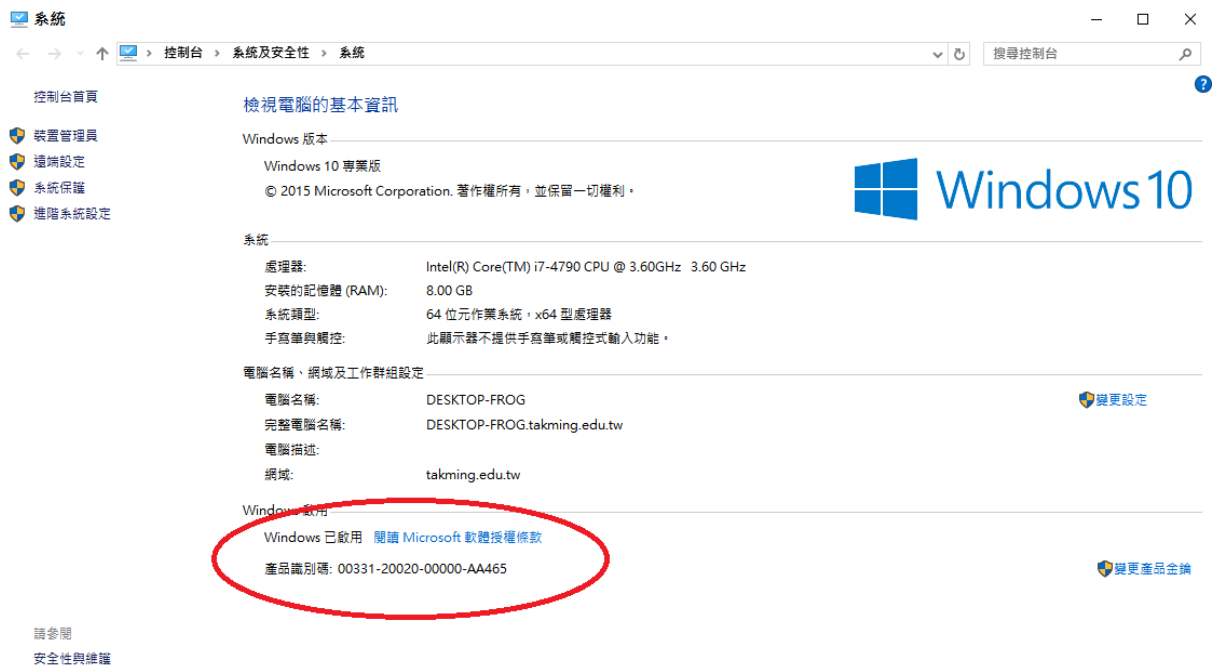 系統
控制台 › 系統及安全性 › 系統
搜尋控制台
控制台首頁
裝置管理員
遠端設定
系統保護
進階系統設定
檢視電腦的基本資訊
Windows 版本
Windows 10 專業版
© 2015 Microsoft Corporation. 著作權所有，並保留一切權利。
Windows 10
系統
處理器: Intel(R) Core(TM) i7-4790 CPU @ 3.60GHz 3.60 GHz
安裝的記憶體 (RAM): 8.00 GB
系統類型: 64 位元作業系統，x64 型處理器
手寫筆與觸控: 此顯示器不提供手寫筆或觸控式輸入功能。
電腦名稱、網域及工作群組設定
電腦名稱: DESKTOP-FROG
變更設定
完整電腦名稱: DESKTOP-FROG.takming.edu.tw
電腦描述:
網域: takming.edu.tw
Windows 啟用
Windows 已啟用 閱讀 Microsoft 軟體授權條款
產品識別碼: 00331-20020-00000-AA465
變更產品金鑰
請參閱
安全性與維護